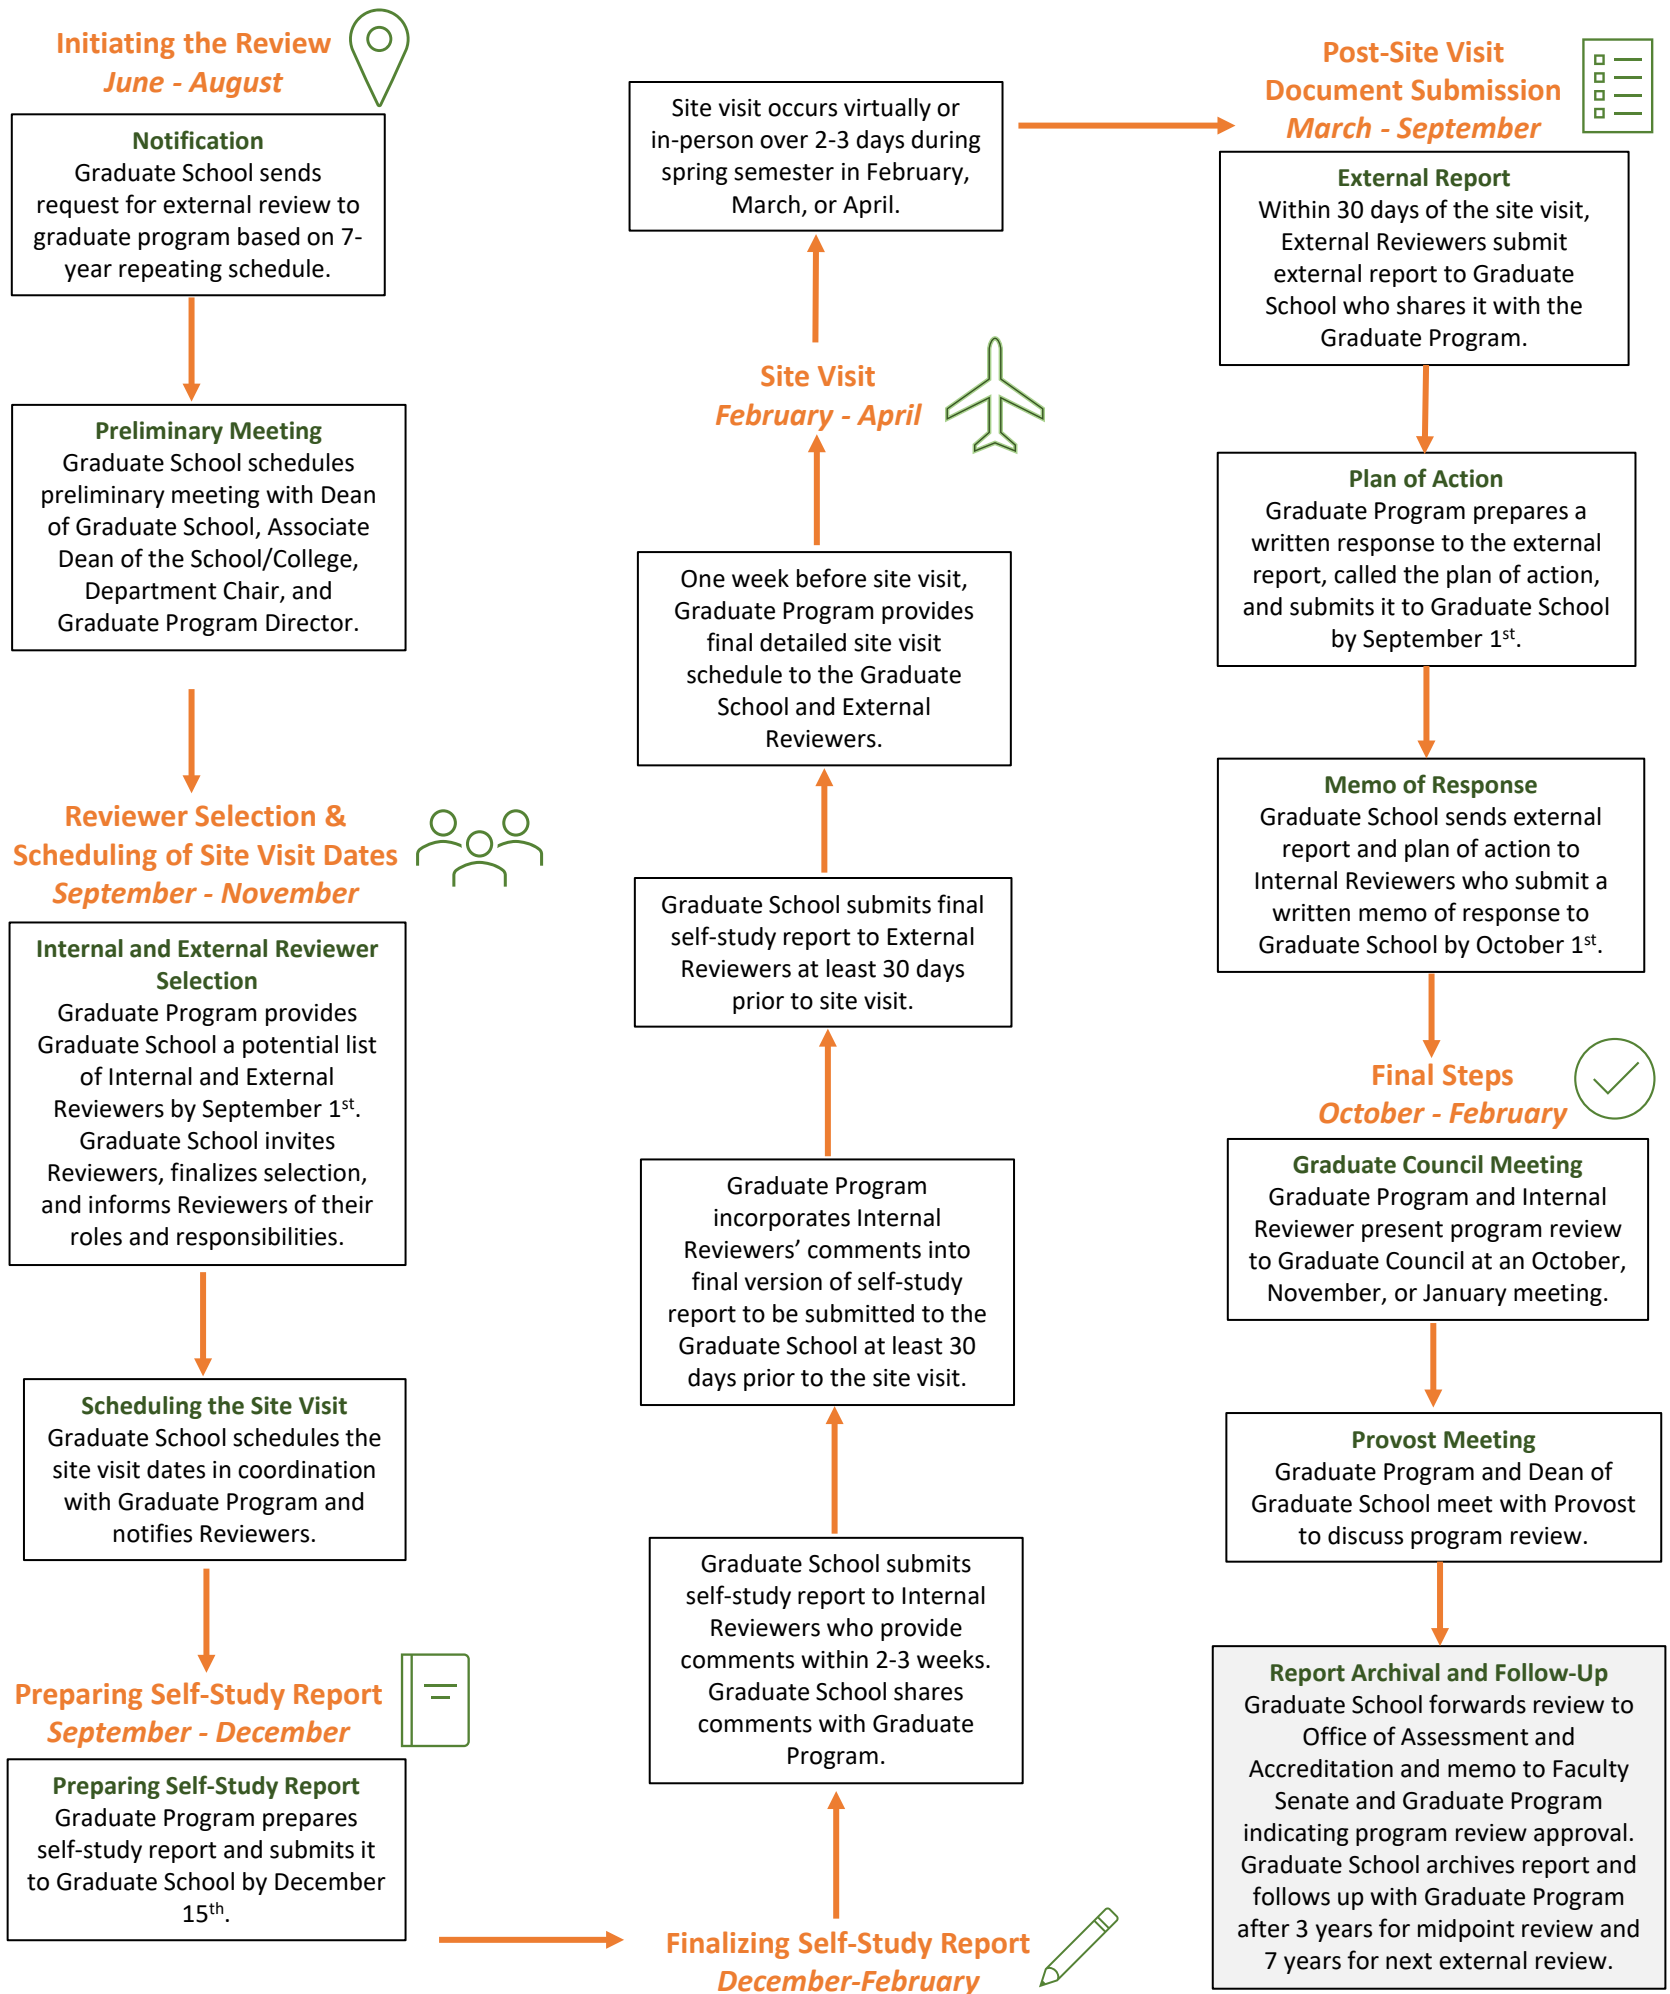 Initiating the Review
June - August
Notification
Graduate School sends
request for external review to
graduate program based on 7-
year repeating schedule.
Preliminary Meeting
Graduate School schedules
preliminary meeting with Dean
of Graduate School, Associate
Dean of the School/College,
Department Chair, and
Graduate Program Director.
Reviewer Selection &
Scheduling of Site Visit Dates
September - November
Internal and External Reviewer
Selection
Graduate Program provides
Graduate School a potential list
of Internal and External
Reviewers by September 1st.
Graduate School invites
Reviewers, finalizes selection,
and informs Reviewers of their
roles and responsibilities.
Scheduling the Site Visit
Graduate School schedules the
site visit dates in coordination
with Graduate Program and
notifies Reviewers.
Preparing Self-Study Report
September - December
Preparing Self-Study Report
Graduate Program prepares
self-study report and submits it
to Graduate School by December
15th.
Finalizing Self-Study Report
December-February
Graduate School submits
self-study report to Internal
Reviewers who provide
comments within 2-3 weeks.
Graduate School shares
comments with Graduate
Program.
Graduate Program
incorporates Internal
Reviewers’ comments into
final version of self-study
report to be submitted to the
Graduate School at least 30
days prior to the site visit.
Graduate School submits final
self-study report to External
Reviewers at least 30 days
prior to site visit.
One week before site visit,
Graduate Program provides
final detailed site visit
schedule to the Graduate
School and External
Reviewers.
Site Visit
February - April
Site visit occurs virtually or
in-person over 2-3 days during
spring semester in February,
March, or April.
Post-Site Visit
Document Submission
March - September
External Report
Within 30 days of the site visit,
External Reviewers submit
external report to Graduate
School who shares it with the
Graduate Program.
Plan of Action
Graduate Program prepares a
written response to the external
report, called the plan of action,
and submits it to Graduate School
by September 1st.
Memo of Response
Graduate School sends external
report and plan of action to
Internal Reviewers who submit a
written memo of response to
Graduate School by October 1st.
Final Steps
October - February
Graduate Council Meeting
Graduate Program and Internal
Reviewer present program review
to Graduate Council at an October,
November, or January meeting.
Provost Meeting
Graduate Program and Dean of
Graduate School meet with Provost
to discuss program review.
Report Archival and Follow-Up
Graduate School forwards review to
Office of Assessment and
Accreditation and memo to Faculty
Senate and Graduate Program
indicating program review approval.
Graduate School archives report and
follows up with Graduate Program
after 3 years for midpoint review and
7 years for next external review.